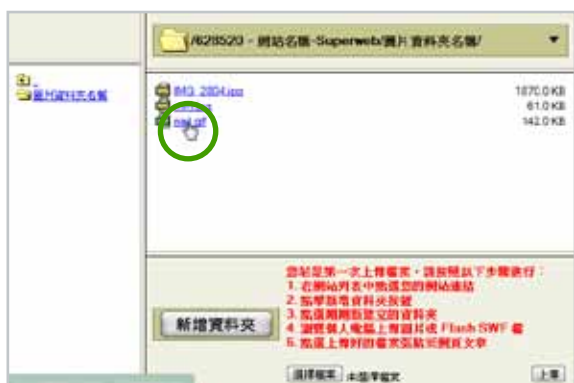 /628520 - 網站名稱-Superweb/圖片資料夾名稱/
圖片資料夾名稱
IMG_2804.jpg 1870.0 KB
61.0 KB
142.0 KB
您若是第一次上傳檔案,請按照以下步驟進行:
1. 在網站列表中點選您的網站連結
2. 點擊新增資料夾按鍵
3. 點選剛剛新建立的資料夾
4. 瀏覽個人電腦上傳圖片或 Flash SWF 檔
5. 點選上傳好的檔案張貼至網頁文章
新增資料夾
選擇檔案 未選擇檔案 上傳